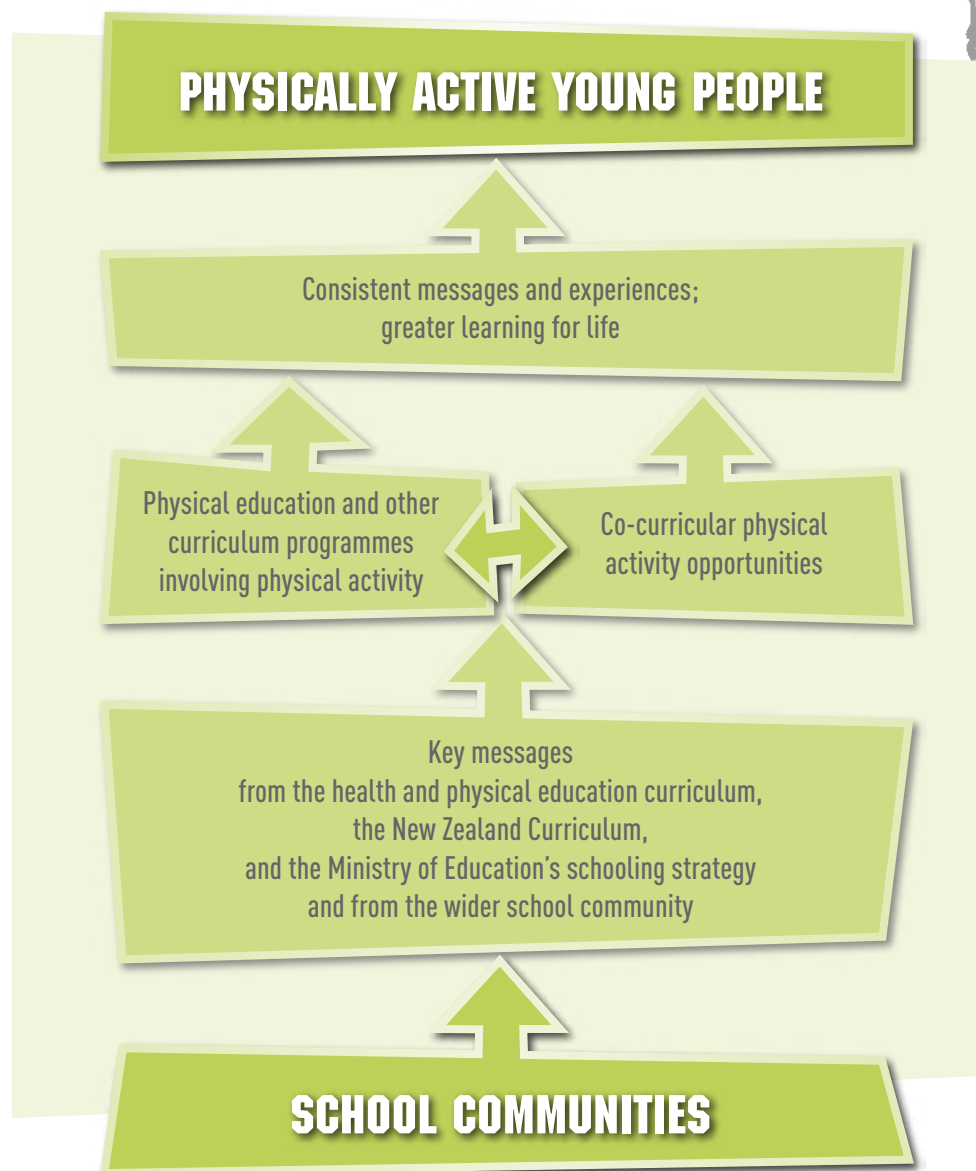 PHYSICALLY ACTIVE YOUNG PEOPLE
Consistent messages and experiences;
greater learning for life
Physical education and other
curriculum programmes
involving physical activity
Co-curricular physical
activity opportunities
Key messages
from the health and physical education curriculum,
the New Zealand Curriculum,
and the Ministry of Education’s schooling strategy
and from the wider school community
SCHOOL COMMUNITIES